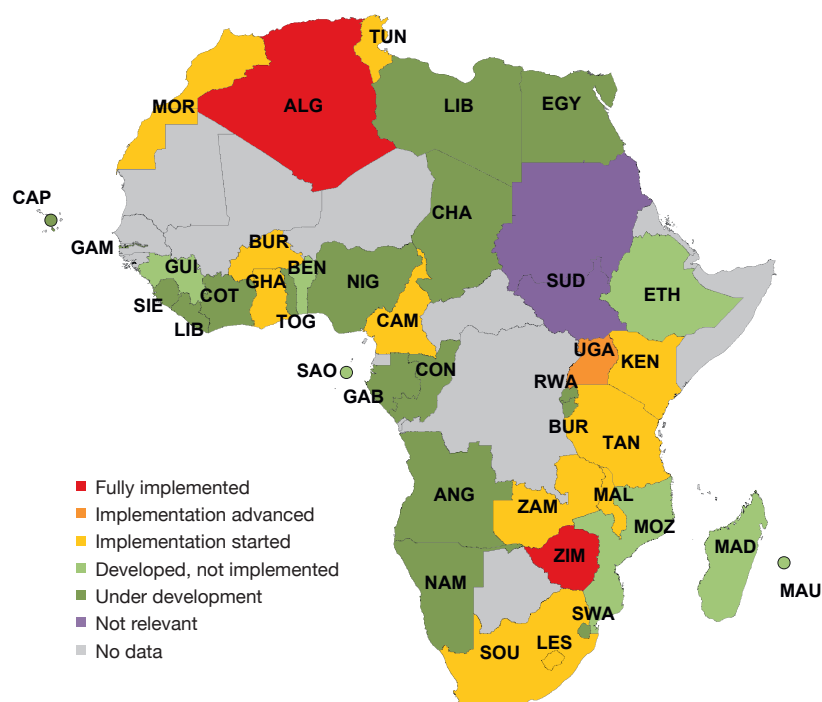 TUN
MOR
ALG
LIB
EGY
CAP
CHA
GAM
BUR
GUI
BEN
NIG
SUD
SIE
COT
GHA
ETH
LIB
TOG
CAM
UGA
KEN
SAO
CON
RWA
GAB
BUR
TAN
Fully implemented
Implementation advanced
Implementation started
Developed, not implemented
Under development
Not relevant
No data
ANG
ZAM
MAL
MOZ
MAD
ZIM
NAM
MAU
SWA
SOU
LES